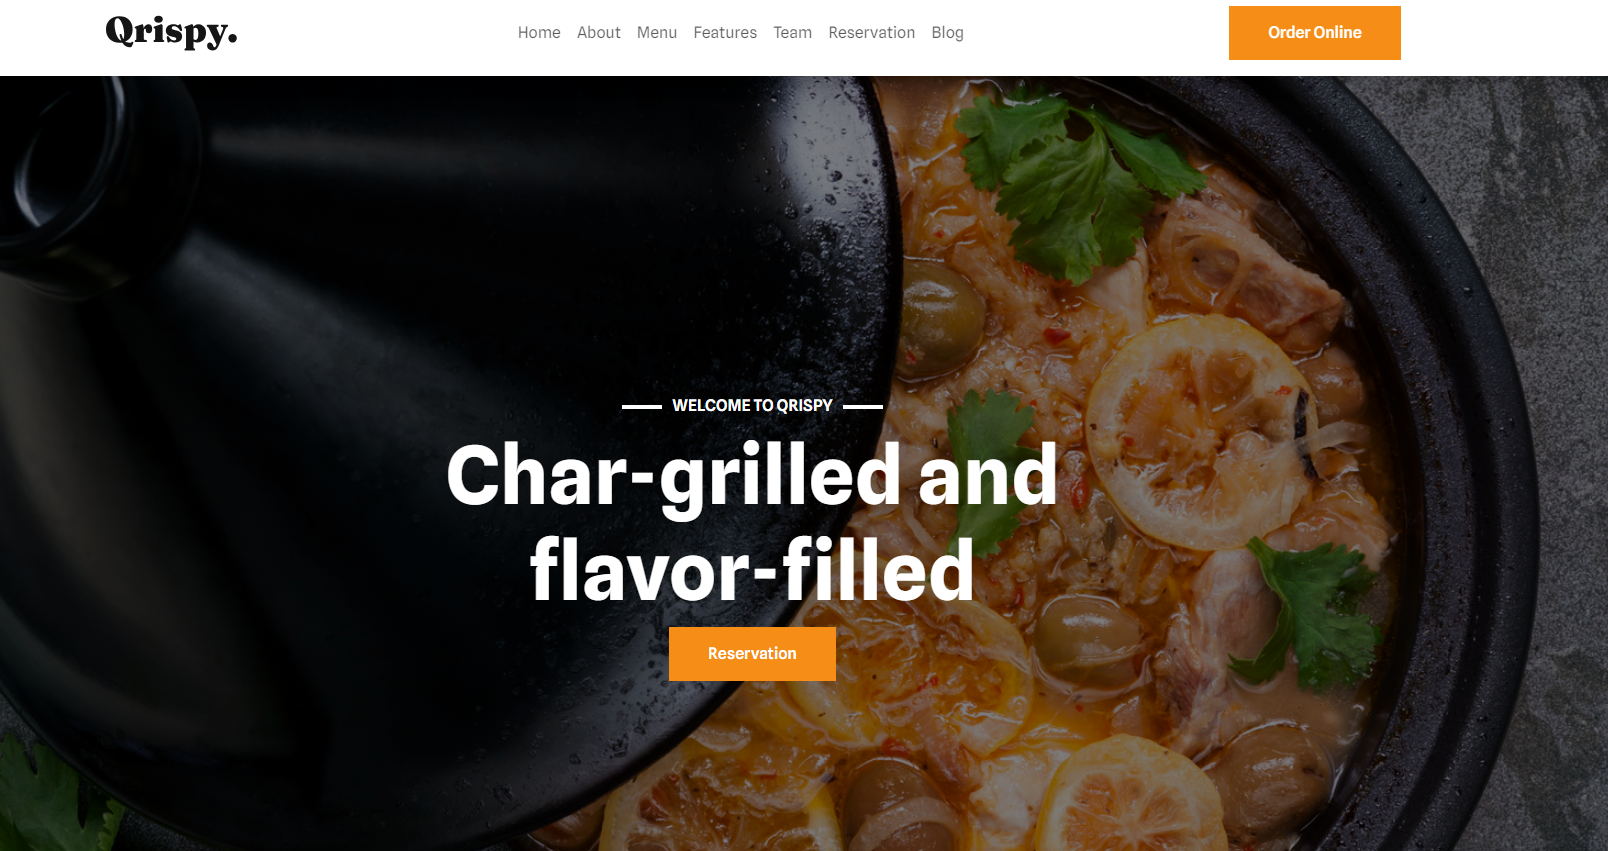 Qrispy.
Home About Menu Features Team Reservation Blog
Order Online
WELCOME TO QRISPY
Char-grilled and
flavor-filled
Reservation